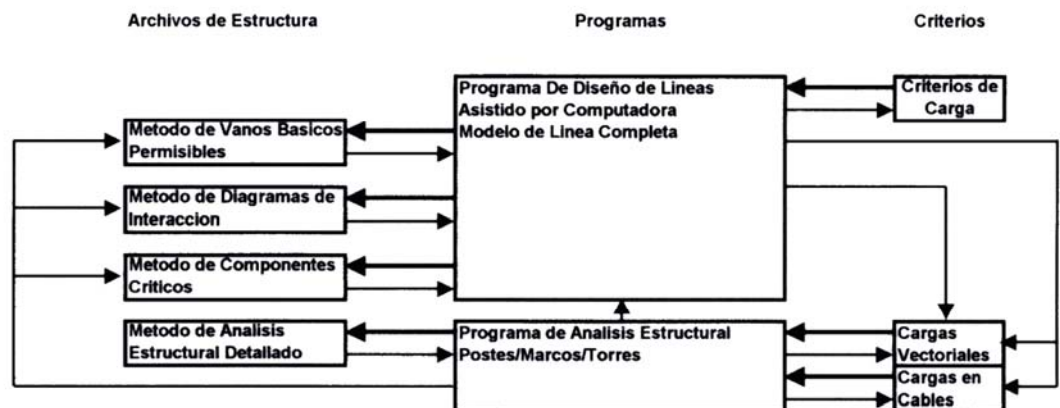 Archivos de Estructura
Programas
Criterios
Programa De Diseño de Lineas
Asistido por Computadora
Modelo de Linea Completa
Criterios de
Carga
Metodo de Vanos Basicos
Permisibles
Metodo de Diagramas de
Interaccion
Metodo de Componentes
Criticos
Metodo de Analisis
Estructural Detallado
Programa de Analisis Estructural
Postes/Marcos/Torres
Cargas
Vectoriales
Cargas en
Cables